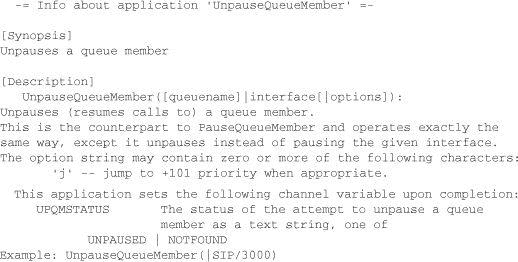 -= Info about application 'UnpauseQueueMember' =-
[Synopsis]
Unpauses a queue member
[Description]
UnpauseQueueMember([queuename]|interface[|options]):
Unpauses (resumes calls to) a queue member.
This is the counterpart to PauseQueueMember and operates exactly the
same way, except it unpauses instead of pausing the given interface.
The option string may contain zero or more of the following characters:
'j' -- jump to +101 priority when appropriate.
This application sets the following channel variable upon completion:
UPQMSTATUS The status of the attempt to unpause a queue
member as a text string, one of
UNPAUSED | NOTFOUND
Example: UnpauseQueueMember(|SIP/3000)